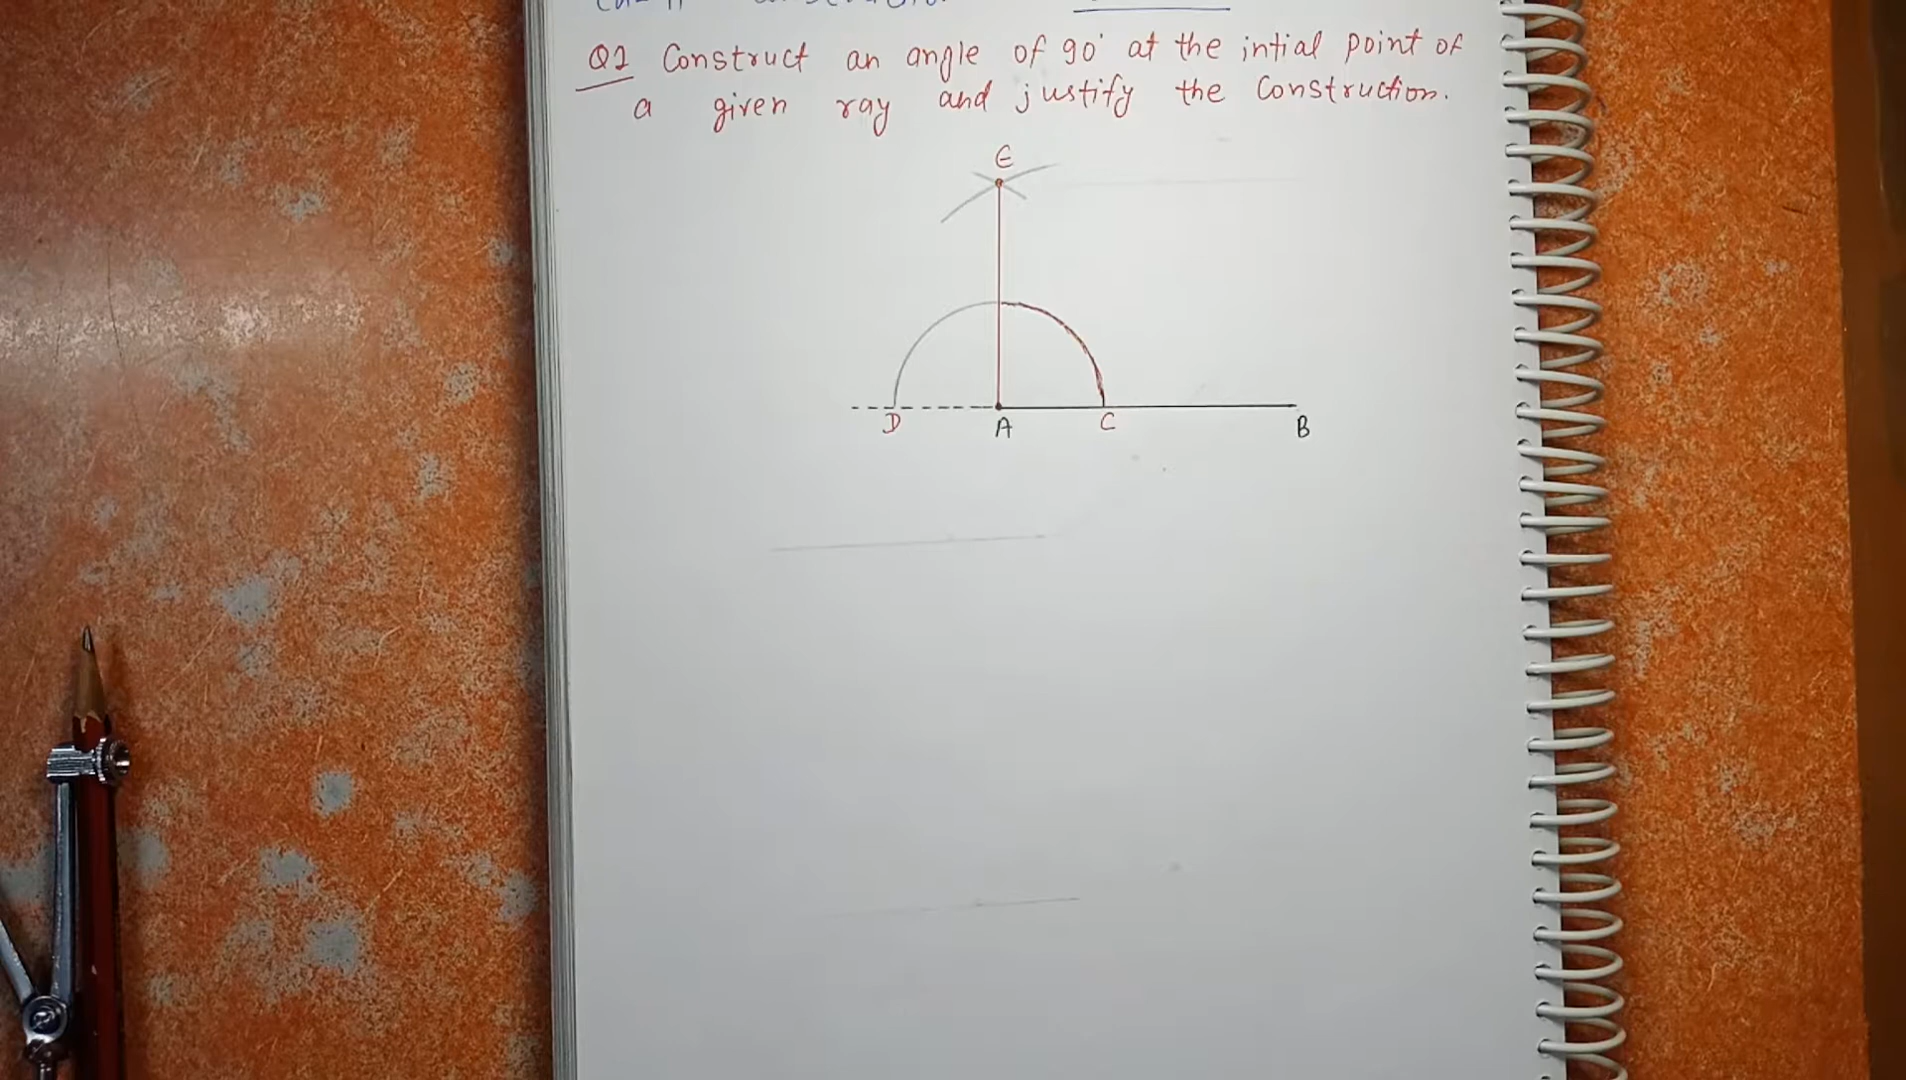 Q1 Construct an angle of 90° at the intial point of
a given ray and justify the Construction.
E
D A C B